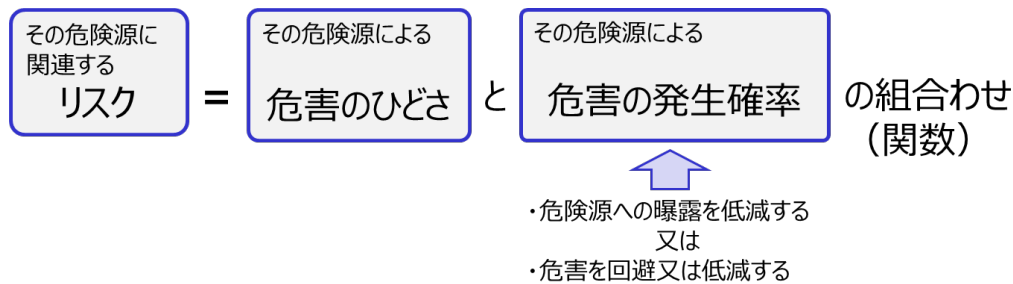 その危険源に
関連する
リスク
=
その危険源による
危害のひどさ
と
その危険源による
危害の発生確率
の組合わせ
（関数）
・危険源への曝露を低減する
又は
・危害を回避又は低減する